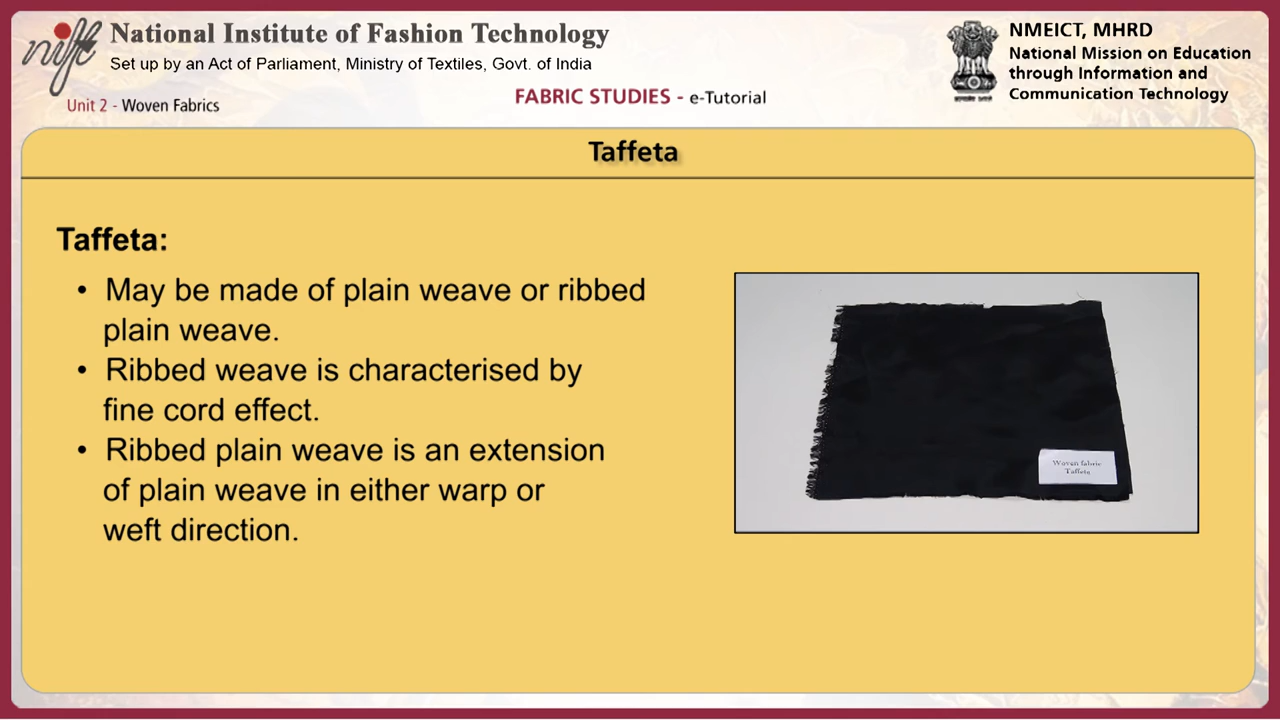 nift
National Institute of Fashion Technology
Set up by an Act of Parliament, Ministry of Textiles, Govt. of India
Unit 2 - Woven Fabrics
FABRIC STUDIES - e-Tutorial
NMEICT, MHRD
National Mission on Education
through Information and
Communication Technology
Taffeta
Taffeta:
• May be made of plain weave or ribbed
plain weave.
• Ribbed weave is characterised by
fine cord effect.
• Ribbed plain weave is an extension
of plain weave in either warp or
weft direction.
Woven fabric
Taffeta